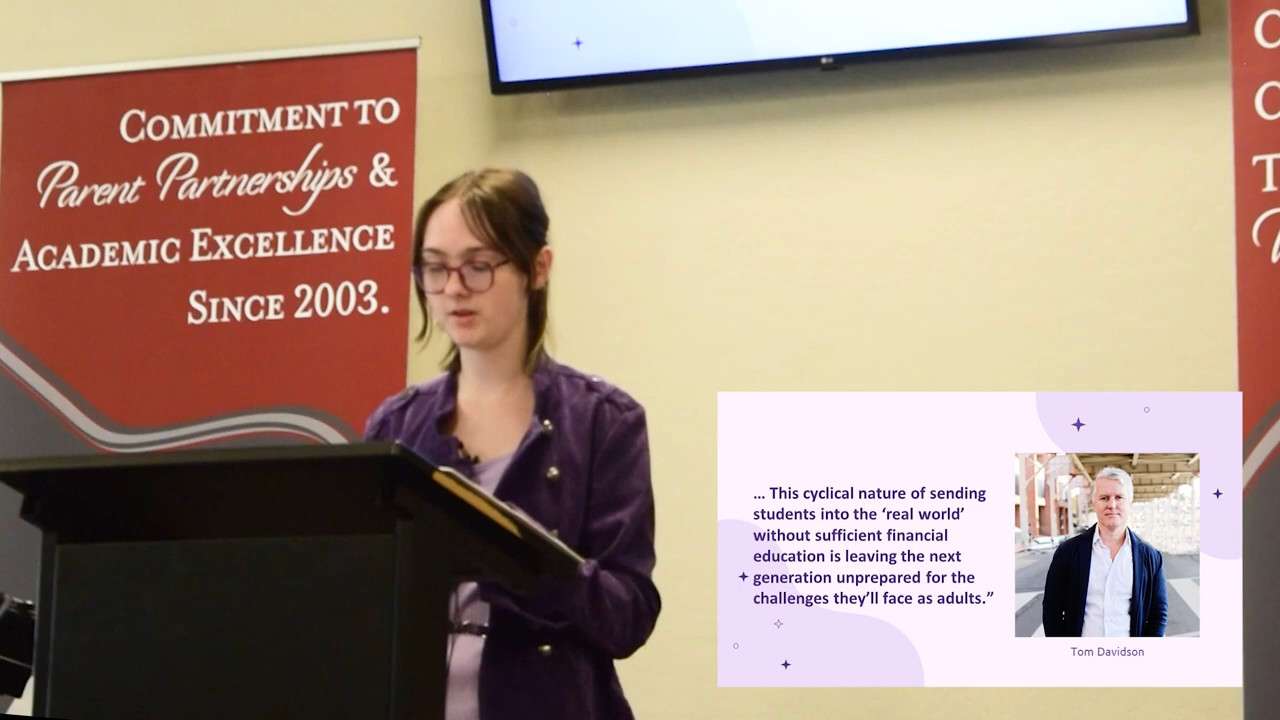 COMMITMENT TO
Parent Partnerships &
ACADEMIC EXCELLENCE
SINCE 2003.
LG
... This cyclical nature of sending
students into the ‘real world’
without sufficient financial
education is leaving the next
generation unprepared for the
challenges they’ll face as adults.”
Tom Davidson